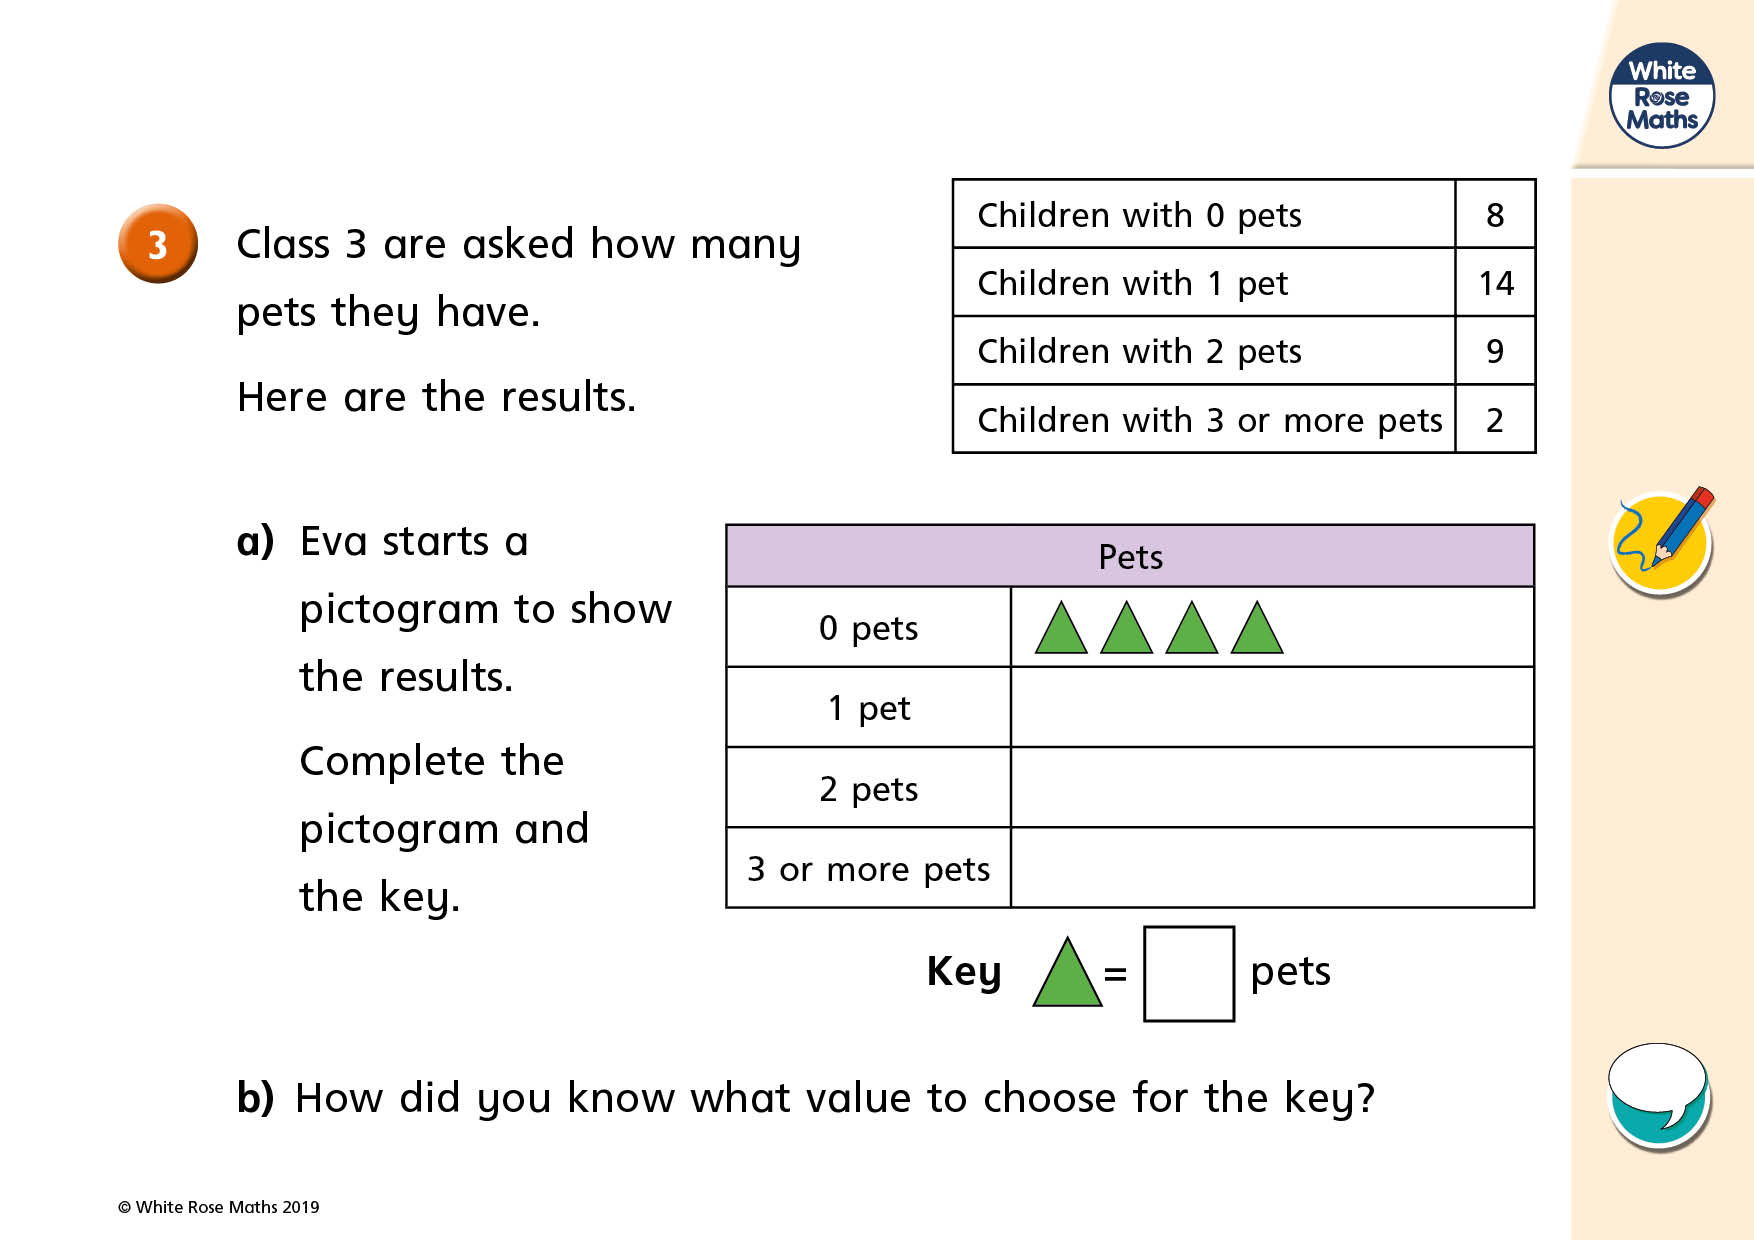 White
Rose
Maths
3
Class 3 are asked how many
pets they have.
Here are the results.
Children with 0 pets 8
Children with 1 pet 14
Children with 2 pets 9
Children with 3 or more pets 2
a) Eva starts a
pictogram to show
the results.
Complete the
pictogram and
the key.
Pets
0 pets
1 pet
2 pets
3 or more pets
Key = pets
b) How did you know what value to choose for the key?
© White Rose Maths 2019